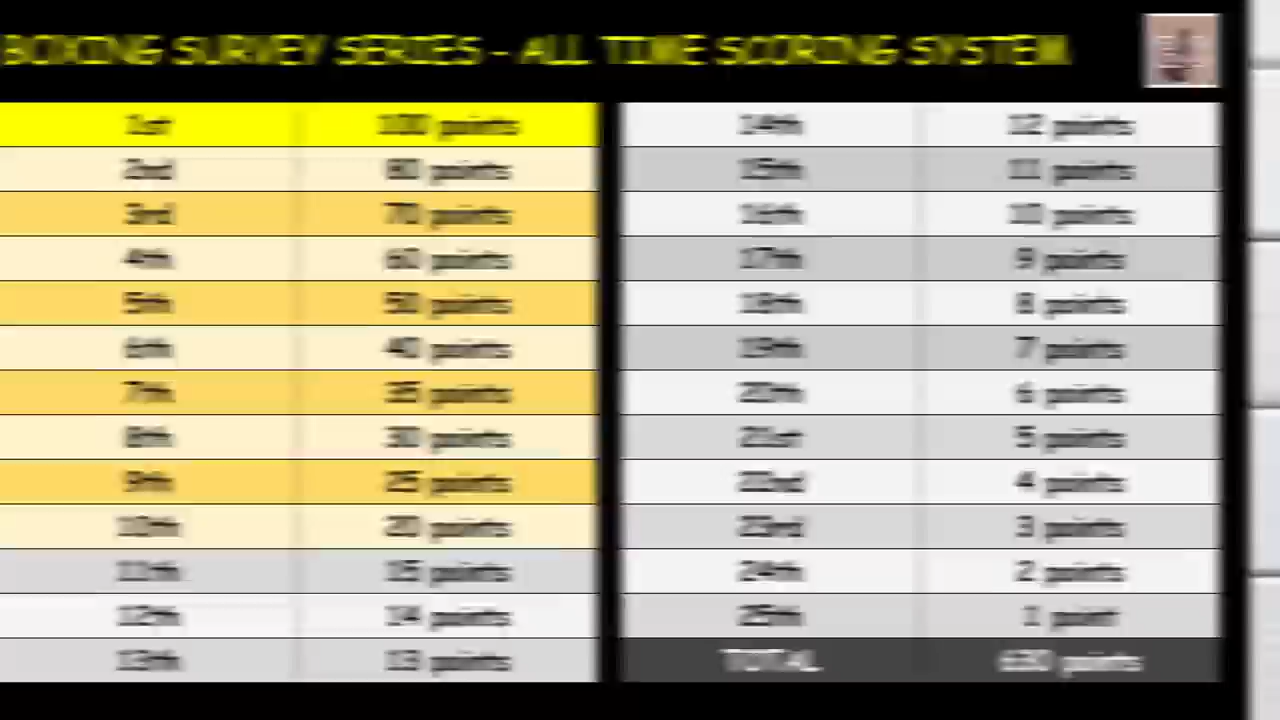 BOXING SURVEY SERIES - ALL TIME SCORING SYSTEM
1st 100 points
2nd 80 points
3rd 70 points
4th 60 points
5th 50 points
6th 40 points
7th 35 points
8th 30 points
9th 25 points
10th 20 points
11th 15 points
12th 14 points
13th 13 points
14th 12 points
15th 11 points
16th 10 points
17th 9 points
18th 8 points
19th 7 points
20th 6 points
21st 5 points
22nd 4 points
23rd 3 points
24th 2 points
25th 1 point
TOTAL 630 points